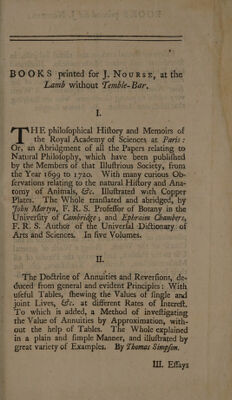 BOOKS printed for J. NOURSE, at the
Lamb without Temple-Bar.
I.
THE philosophical History and Memoirs of
the Royal Academy of Sciences at Paris:
Or, an Abridgment of all the Papers relating to
Natural Philosophy, which have been published
by the Members of that Illustrious Society, from
the Year 1699 to 1720. With many curious Ob-
servations relating to the natural History and Ana-
tomy of Animals, &c. Illustrated with Copper
Plates. The Whole translated and abridged, by
John Martyn, F. R. S. Professor of Botany in the
University of Cambridge; and Ephraim Chambers,
F. R. S. Author of the Universal Dictionary of
Arts and Sciences. In five Volumes.
II.
The Doctrine of Annuities and Reversions, de-
duced from general and evident Principles: With
useful Tables, shewing the Values of single and
joint Lives, &c. at different Rates of Interest.
To which is added, A Method of investigating
the Value of Annuities by Approximation, with-
out the help of Tables. The Whole explained
in a plain and simple Manner, and illustrated by
great variety of Examples. By Thomas Simpson.
III. Essays